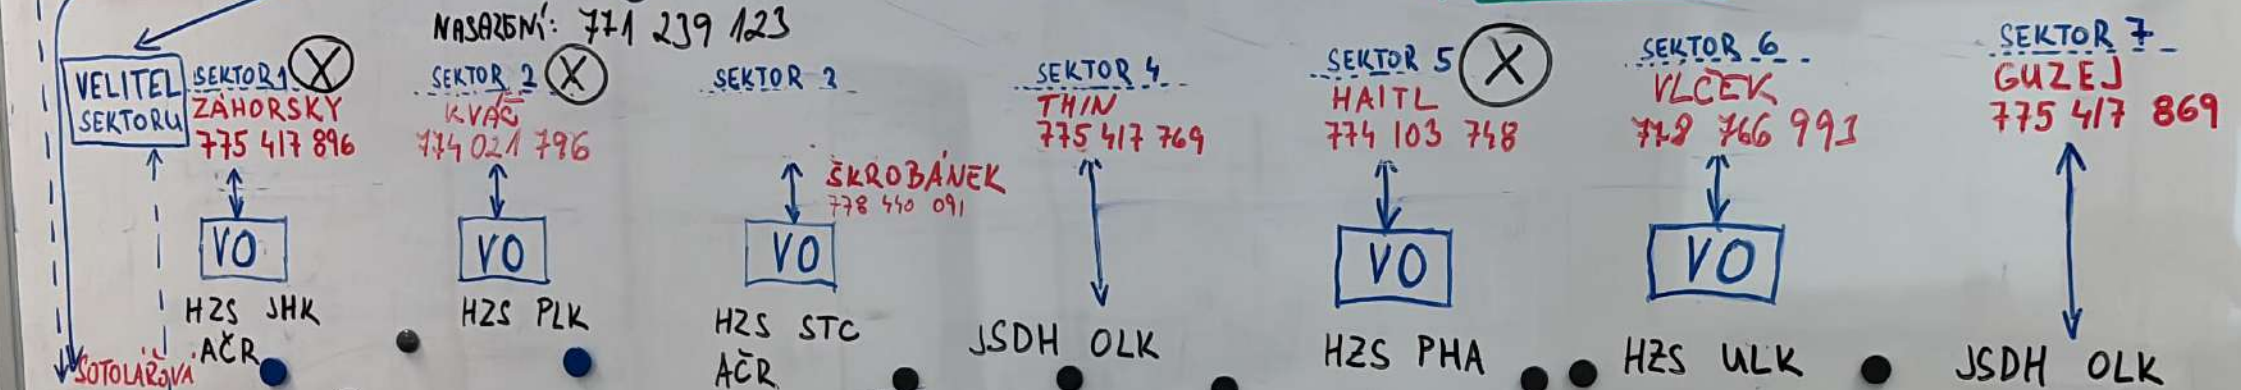 NASAZENÍ: 771 239 123
VELITEL
SEKTORU
SEKTOR 1 X
ZÁHORSKÝ
775 417 896
VO
HZS JHK
AČR
SOTOLÁŘOVÁ
SEKTOR 2 X
KVÁČ
774 021 796
VO
HZS PLK
SEKTOR 3
ŠKROBÁNEK
778 440 091
VO
HZS STC
AČR
SEKTOR 4
THIN
775 417 769
JSDH OLK
SEKTOR 5 X
HAITL
774 103 748
VO
HZS PHA
SEKTOR 6
VLČEK
778 766 993
VO
HZS ULK
SEKTOR 7
GUZEJ
775 417 869
JSDH OLK